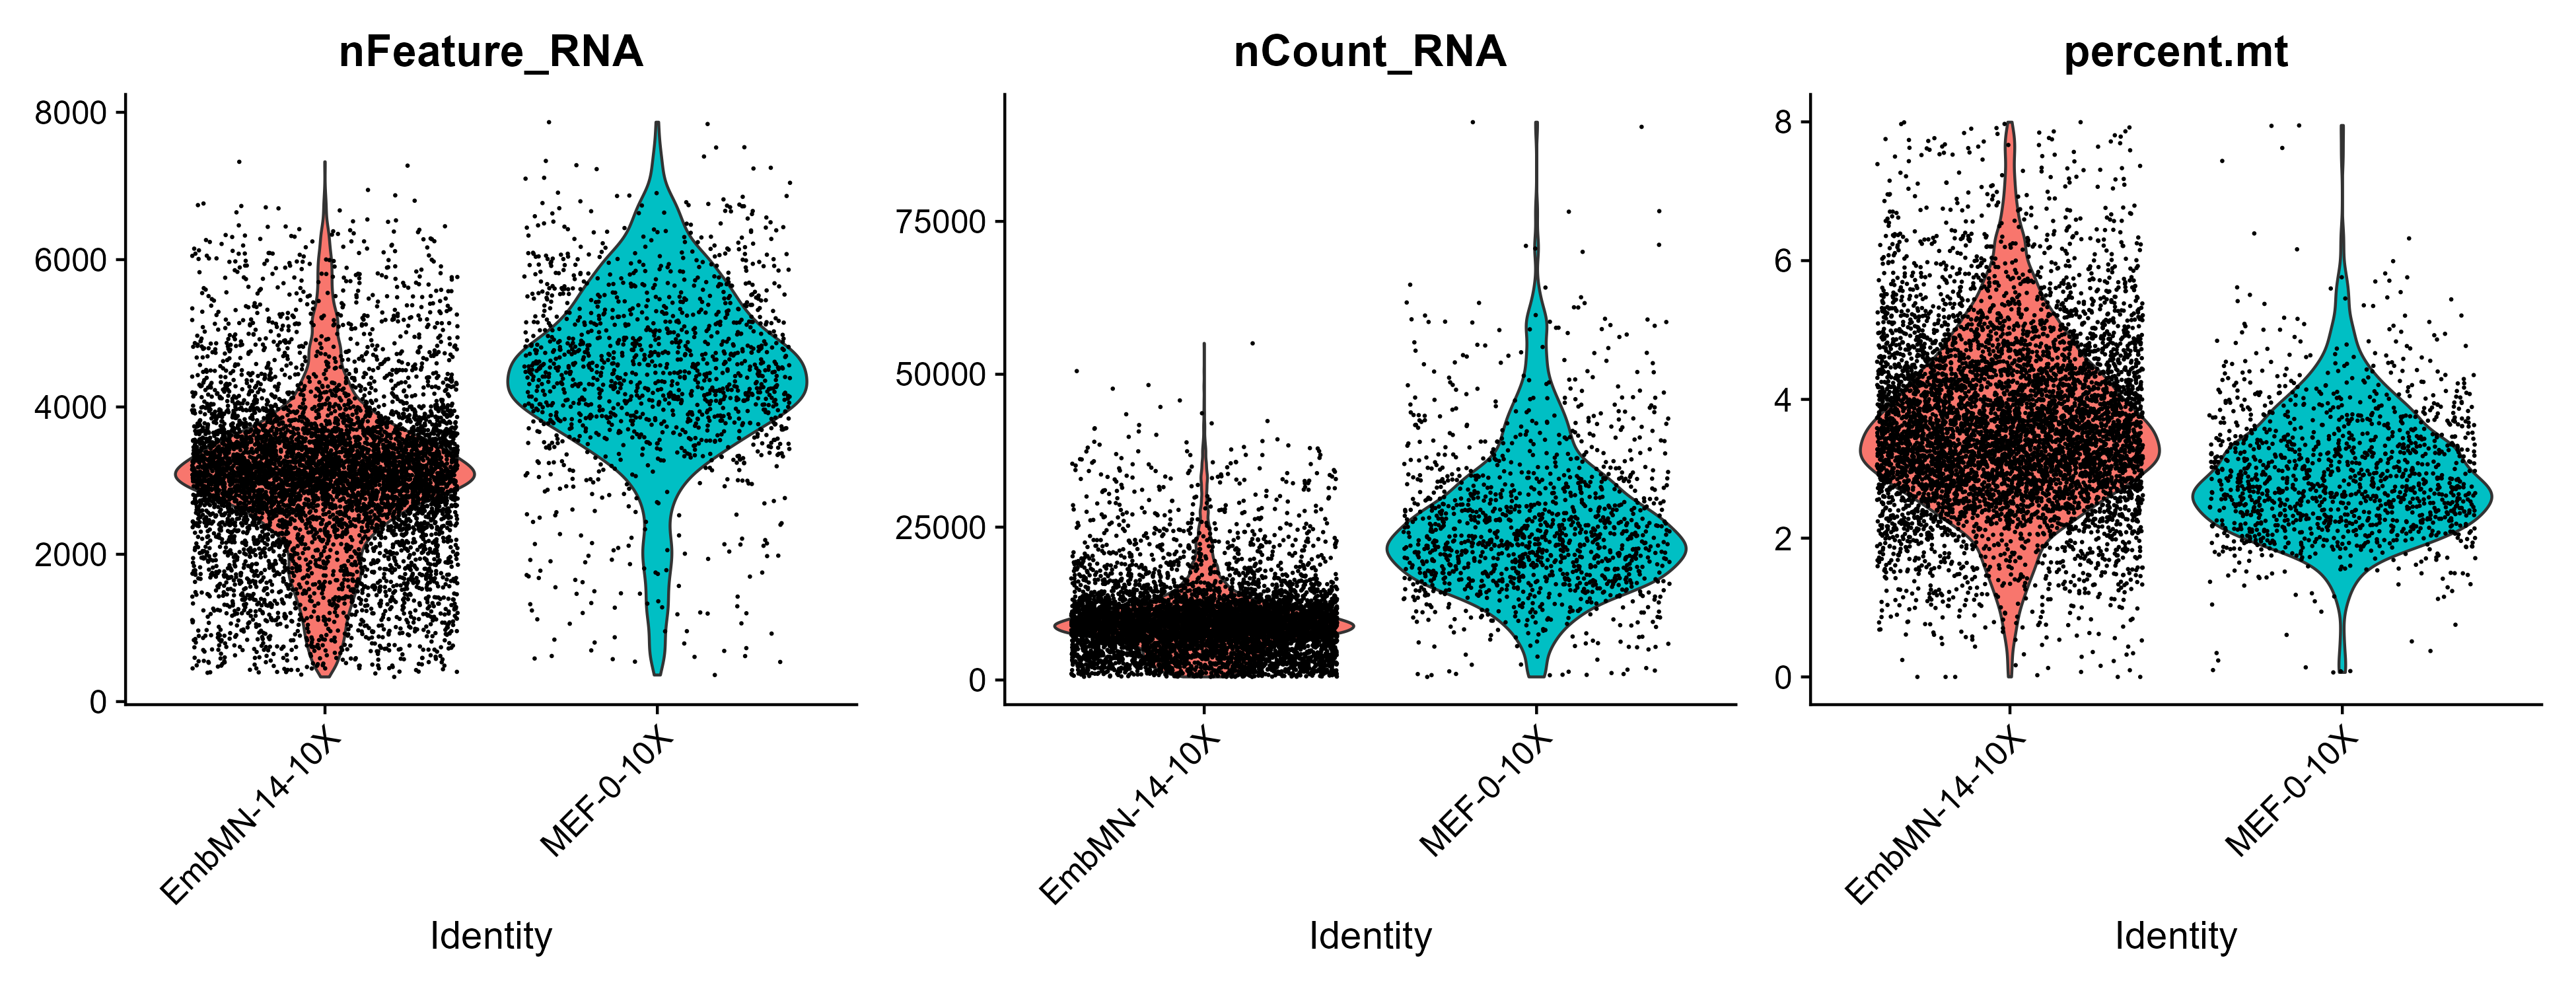 nFeature_RNA
8000
6000
4000
2000
0
EmbMN-14-10X
MEF-0-10X
Identity
nCount_RNA
75000
50000
25000
0
EmbMN-14-10X
MEF-0-10X
Identity
percent.mt
8
6
4
2
0
EmbMN-14-10X
MEF-0-10X
Identity